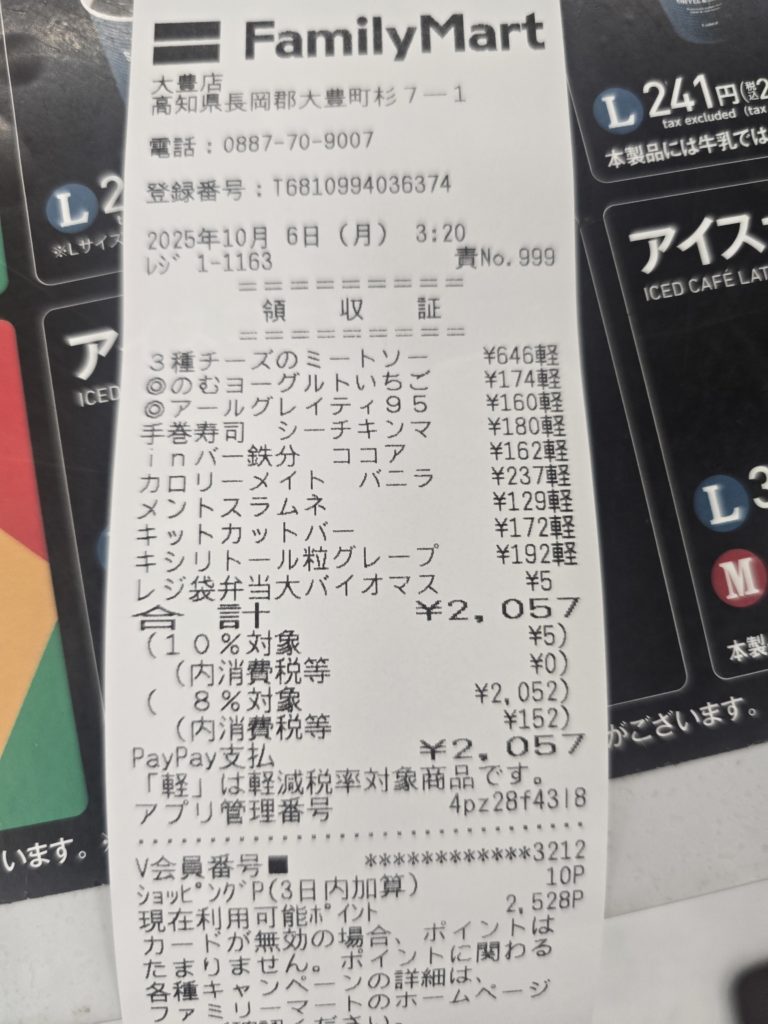 FamilyMart
大豊店
高知県長岡郡大豊町杉7-1
電話:0887-70-9007
登録番号:T6810994036374
2025年10月 6日(月) 3:20
レジ 1-1163 責No.999
=========
領 収 証
=========
3種チーズのミートソー ¥646軽
◎のむヨーグルトいちご ¥174軽
◎アールグレイティ95 ¥160軽
手巻寿司 シーチキンマ ¥180軽
inバー鉄分 ココア ¥162軽
カロリーメイト バニラ ¥237軽
メントスラムネ ¥129軽
キットカットバー ¥172軽
キシリトール粒グレープ ¥192軽
レジ袋弁当大バイオマス ¥5
合 計 ¥2,057
(10%対象 ¥5)
(内消費税等 ¥0)
( 8%対象 ¥2,052)
(内消費税等 ¥152)
PayPay支払 ¥2,057
「軽」は軽減税率対象商品です。
アプリ管理番号 4pz28f43l8
V会員番号■ ************3212
ショッピングP(3日内加算) 10P
現在利用可能ポイント 2,528P
カードが無効の場合、ポイントは
たまりません。ポイントに関わる
各種キャンペーンの詳細は、
ファミリーマートのホームページ
L 241円(税込2
tax excluded (tax
本製品には牛乳では
アイス
ICED CAFÉ LAT
L 3
M
本製
がございます。
L 2
※Lサイズ
ア
ICED
います。